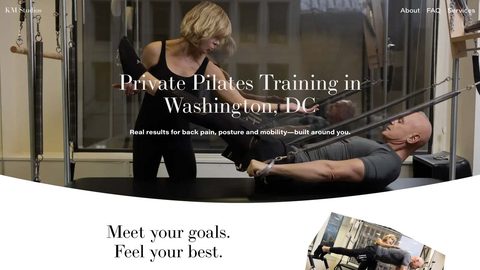 KM Studios
About FAQ Services
Private Pilates Training in
Washington, DC
Real results for back pain, posture and mobility—built around you.
Meet your goals.
Feel your best.